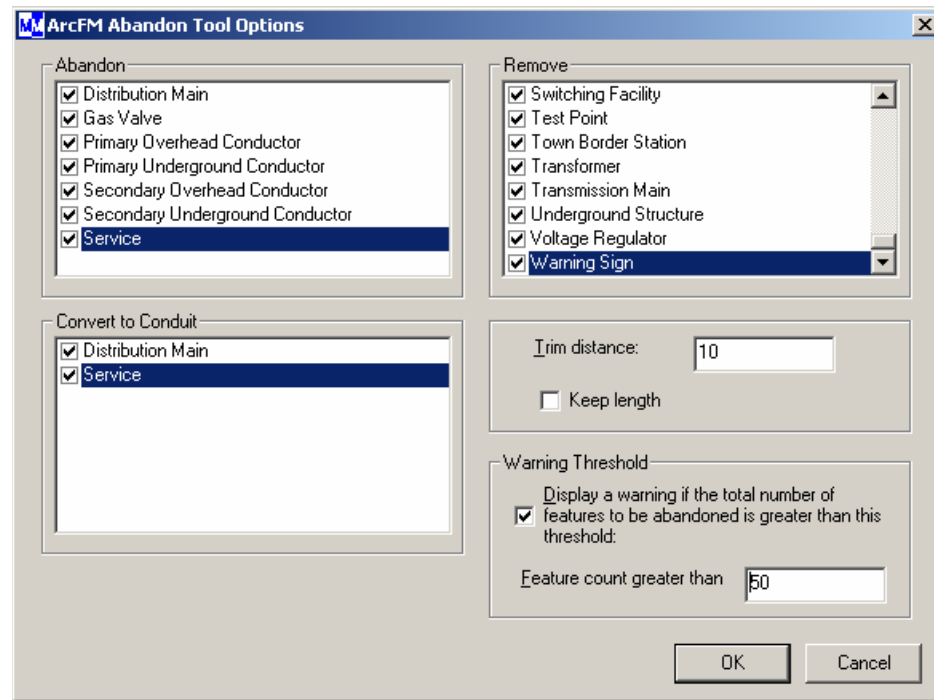 MM ArcFM Abandon Tool Options
Abandon
Distribution Main
Gas Valve
Primary Overhead Conductor
Primary Underground Conductor
Secondary Overhead Conductor
Secondary Underground Conductor
Service
Remove
Switching Facility
Test Point
Town Border Station
Transformer
Transmission Main
Underground Structure
Voltage Regulator
Warning Sign
Convert to Conduit
Distribution Main
Service
Trim distance: 10
Keep length
Warning Threshold
Display a warning if the total number of
features to be abandoned is greater than this
threshold:
Feature count greater than 50
OK Cancel